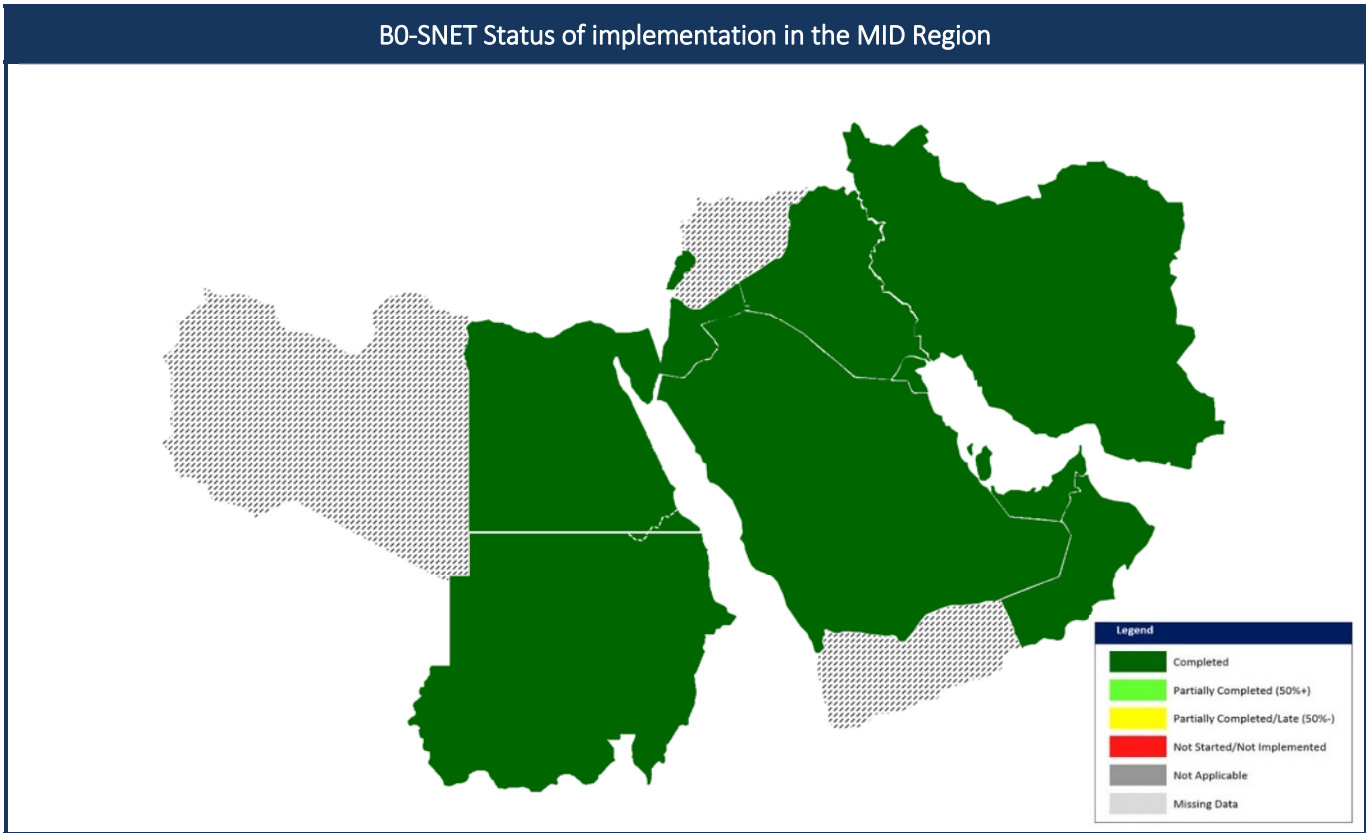 B0-SNET Status of implementation in the MID Region
Legend
Completed
Partially Completed (50%+)
Partially Completed/Late (50%-)
Not Started/Not Implemented
Not Applicable
Missing Data